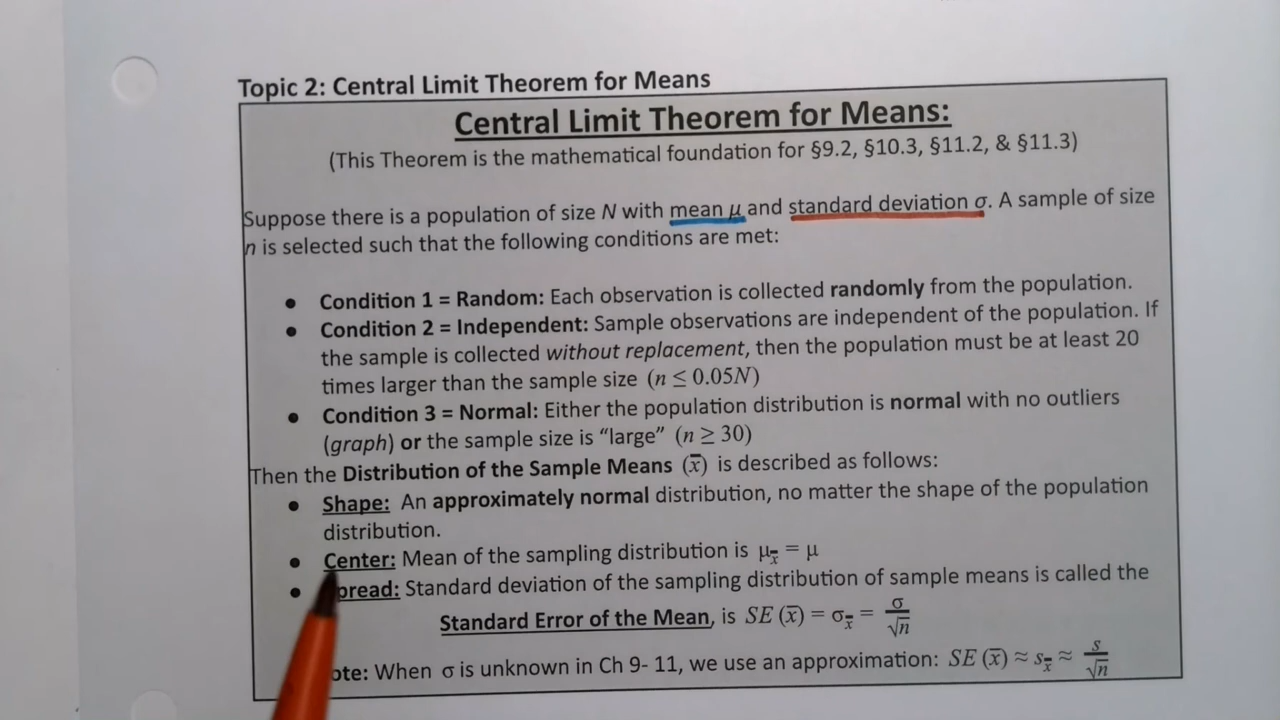 Topic 2: Central Limit Theorem for Means
Central Limit Theorem for Means:
(This Theorem is the mathematical foundation for §9.2, §10.3, §11.2, & §11.3)
Suppose there is a population of size N with mean μ and standard deviation σ. A sample of size
n is selected such that the following conditions are met:
• Condition 1 = Random: Each observation is collected randomly from the population.
• Condition 2 = Independent: Sample observations are independent of the population. If
the sample is collected without replacement, then the population must be at least 20
times larger than the sample size (n ≤ 0.05N)
• Condition 3 = Normal: Either the population distribution is normal with no outliers
(graph) or the sample size is “large” (n ≥ 30)
Then the Distribution of the Sample Means (x̅) is described as follows:
• Shape: An approximately normal distribution, no matter the shape of the population
distribution.
• Center: Mean of the sampling distribution is μx̅ = μ
• pread: Standard deviation of the sampling distribution of sample means is called the
Standard Error of the Mean, is SE (x̅) = σx̅ = σ/√n
ote: When σ is unknown in Ch 9- 11, we use an approximation: SE (x̅) ≈ sx̅ ≈ s/√n